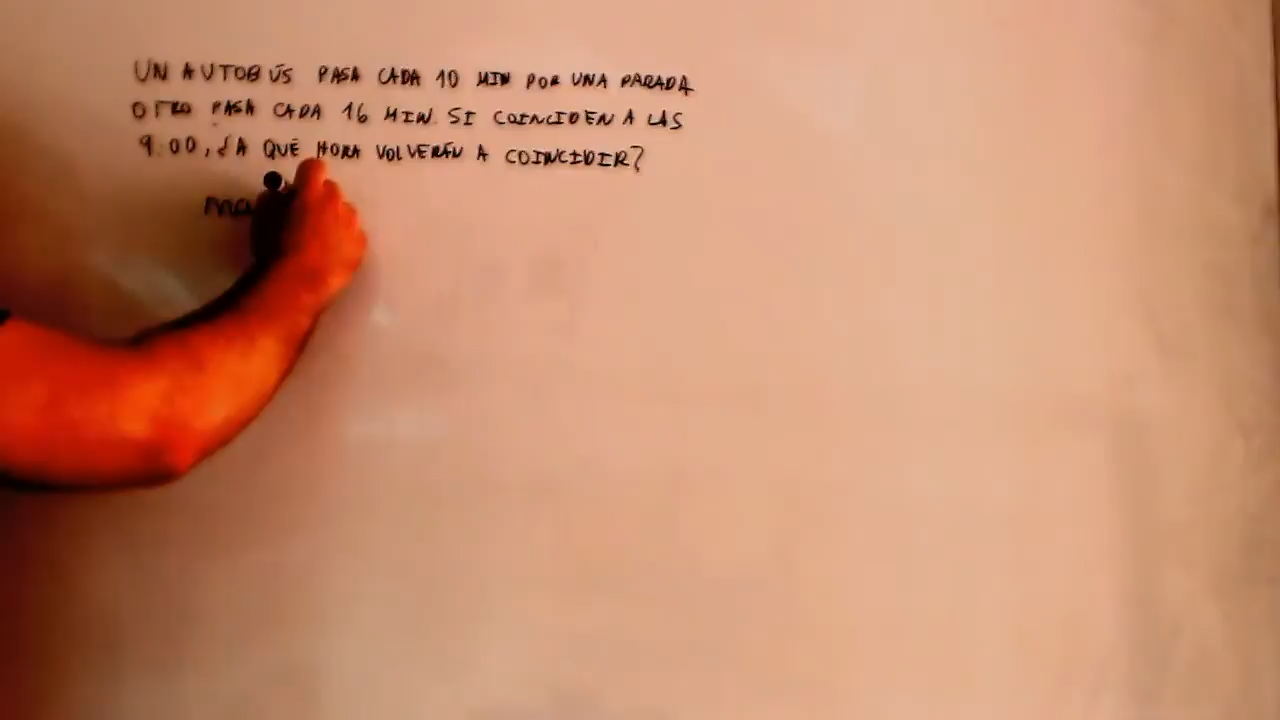 UN AUTOBÚS PASA CADA 10 MIN POR UNA PARADA
OTRO PASA CADA 16 MIN. SI COINCIDEN A LAS
9:00, ¿A QUÉ HORA VOLVERÁN A COINCIDIR?